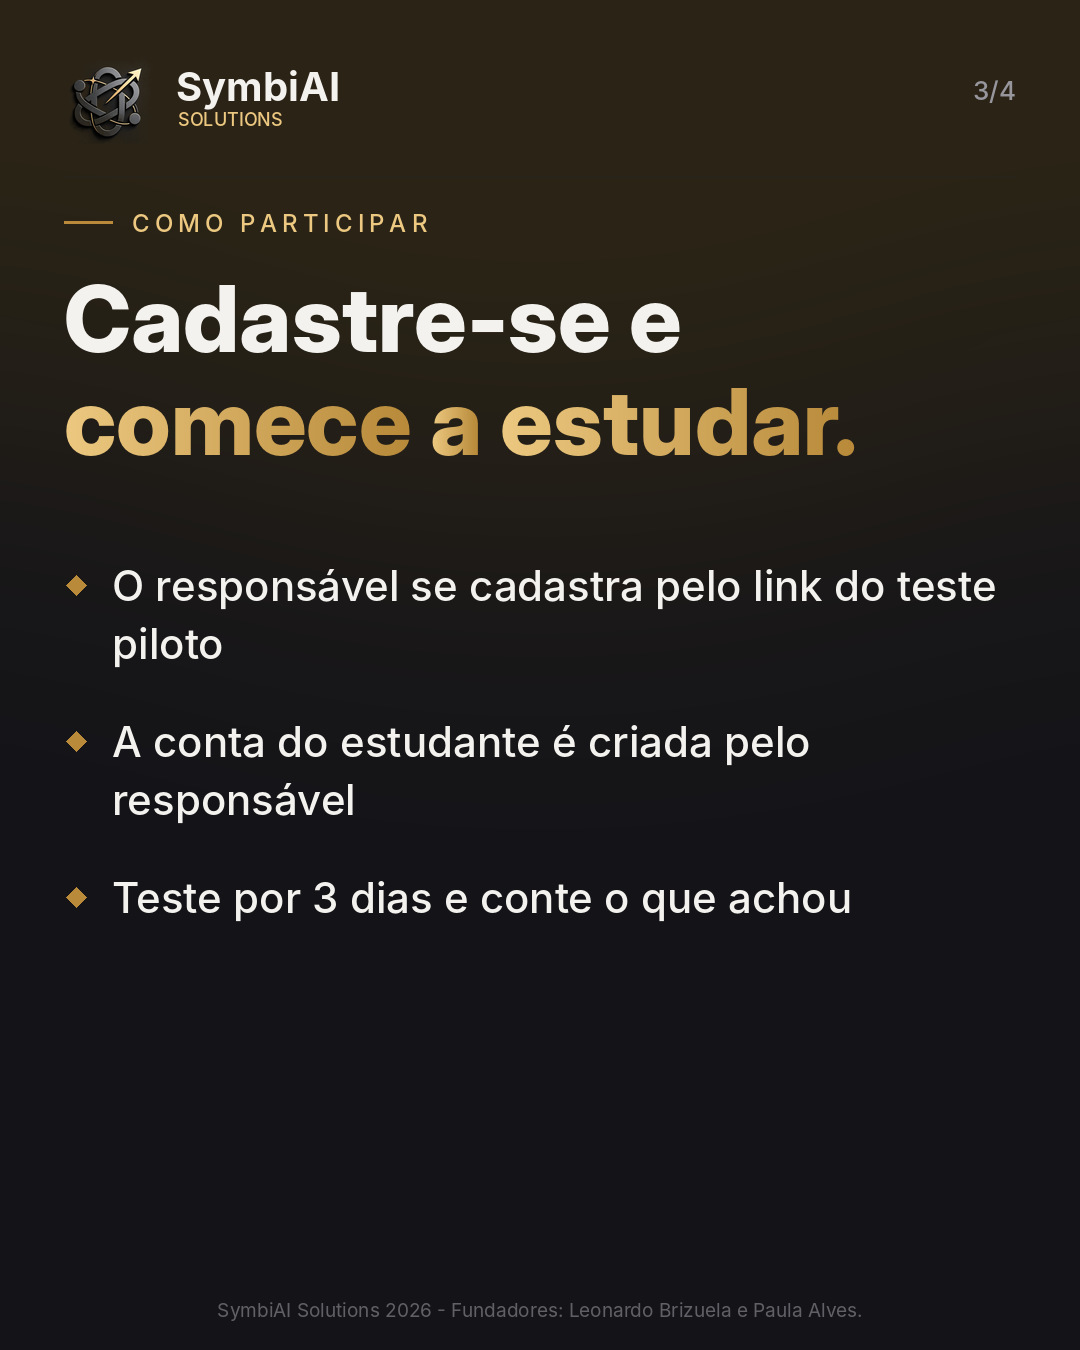 SymbiAI
SOLUTIONS
3/4
COMO PARTICIPAR
Cadastre-se e
comece a estudar.
O responsável se cadastra pelo link do teste
piloto
A conta do estudante é criada pelo
responsável
Teste por 3 dias e conte o que achou
SymbiAI Solutions 2026 - Fundadores: Leonardo Brizuela e Paula Alves.